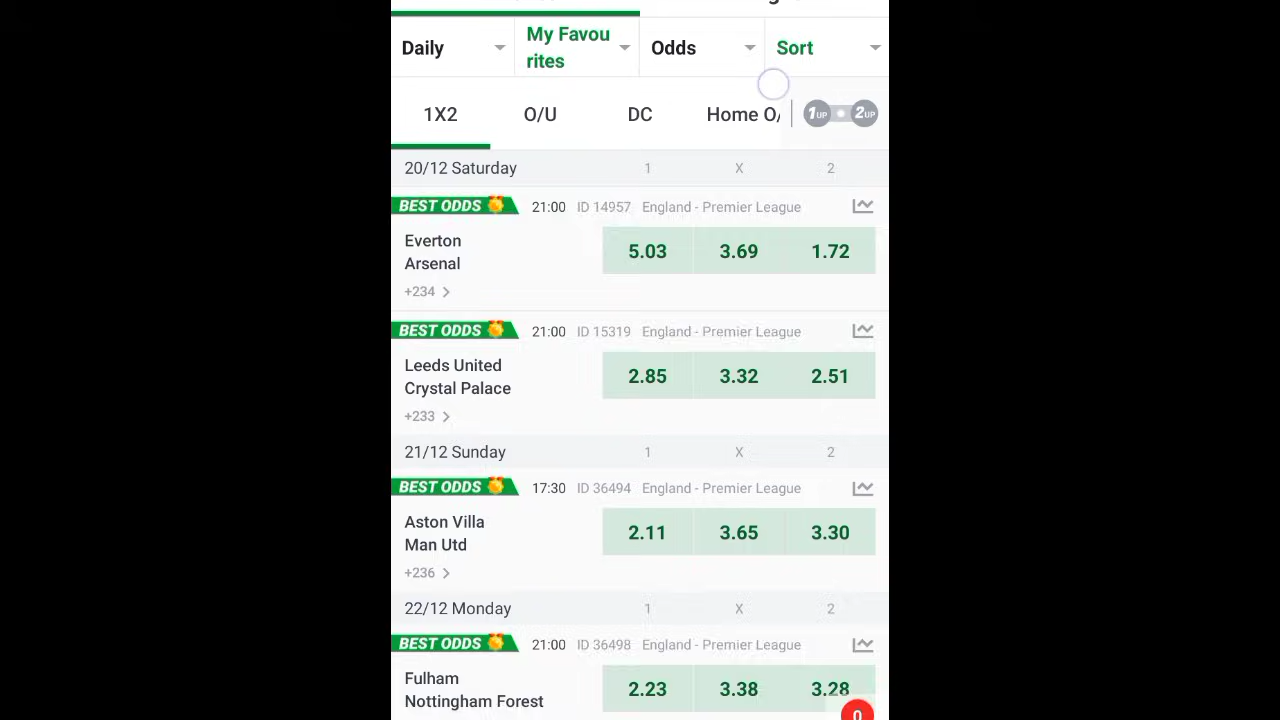 Daily
My Favou
rites
Odds
Sort
1X2 O/U DC Home O/ 1UP 2UP
20/12 Saturday 1 X 2
BEST ODDS 21:00 ID 14957 England - Premier League
Everton
Arsenal
5.03 3.69 1.72
+234
BEST ODDS 21:00 ID 15319 England - Premier League
Leeds United
Crystal Palace
2.85 3.32 2.51
+233
21/12 Sunday 1 X 2
BEST ODDS 17:30 ID 36494 England - Premier League
Aston Villa
Man Utd
2.11 3.65 3.30
+236
22/12 Monday 1 X 2
BEST ODDS 21:00 ID 36498 England - Premier League
Fulham
Nottingham Forest
2.23 3.38 3.28
0